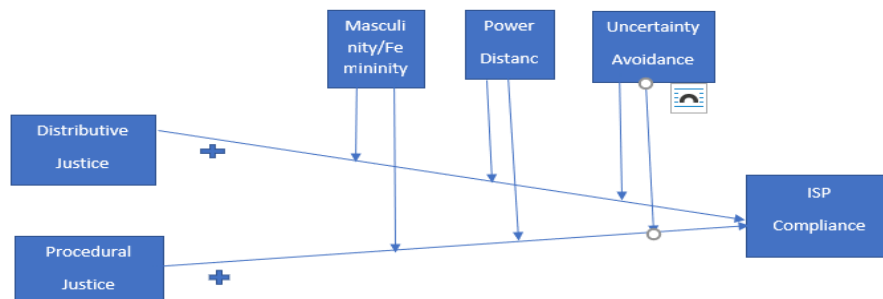 Masculi
nity/Fe
mininity
Power
Distanc
Uncertainty
Avoidance
Distributive
Justice
ISP
Compliance
Procedural
Justice